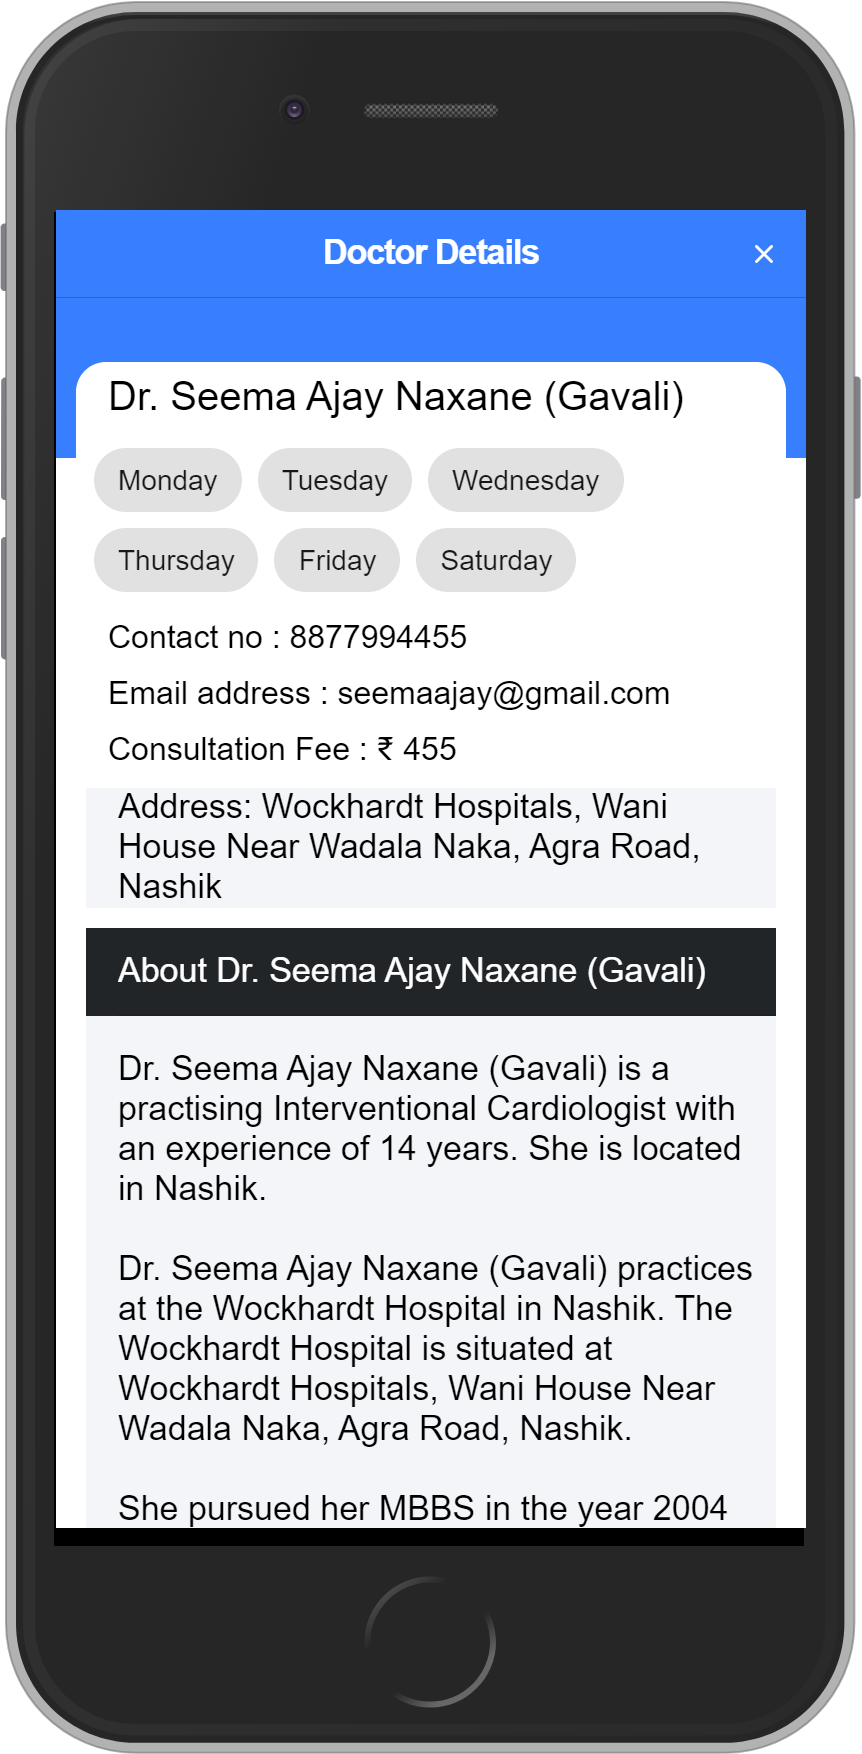 Doctor Details
Dr. Seema Ajay Naxane (Gavali)
Monday Tuesday Wednesday
Thursday Friday Saturday
Contact no : 8877994455
Email address : seemaajay@gmail.com
Consultation Fee : ₹ 455
Address: Wockhardt Hospitals, Wani
House Near Wadala Naka, Agra Road,
Nashik
About Dr. Seema Ajay Naxane (Gavali)
Dr. Seema Ajay Naxane (Gavali) is a
practising Interventional Cardiologist with
an experience of 14 years. She is located
in Nashik.
Dr. Seema Ajay Naxane (Gavali) practices
at the Wockhardt Hospital in Nashik. The
Wockhardt Hospital is situated at
Wockhardt Hospitals, Wani House Near
Wadala Naka, Agra Road, Nashik.
She pursued her MBBS in the year 2004